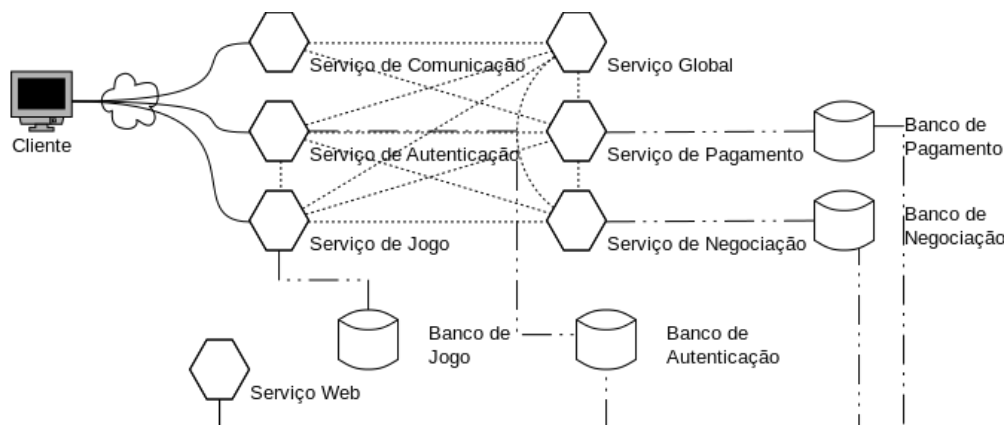 Serviço de Comunicação
Serviço Global
Cliente
Serviço de Autenticação
Serviço de Pagamento
Banco de
Pagamento
Serviço de Jogo
Serviço de Negociação
Banco de
Negociação
Banco de
Jogo
Banco de
Autenticação
Serviço Web